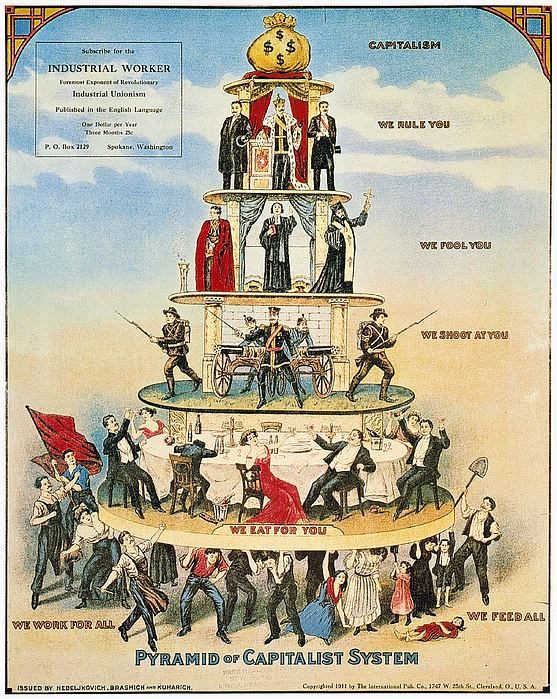 CAPITALISM
Subscribe for the
INDUSTRIAL WORKER
Foremost Exponent of Revolutionary
Industrial Unionism
Published in the English Language
One Dollar per Year
Three Months 25c
P. O. Box 2129 Spokane, Washington
$ $ $ $
WE RULE YOU
WE FOOL YOU
WE SHOOT AT YOU
WE EAT FOR YOU
WE WORK FOR ALL
WE FEED ALL
PYRAMID OF CAPITALIST SYSTEM
ISSUED BY NEDELJKOVICH, BRASHICH AND KUHARICH.
Copyrighted 1911 by The International Pub. Co., 1747 W. 25th St. Cleveland, O., U. S. A.